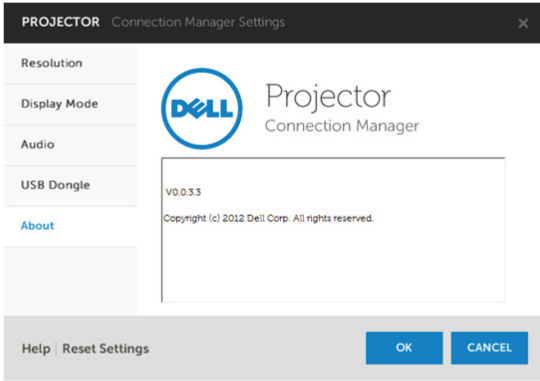 PROJECTOR Connection Manager Settings
Resolution
Display Mode
Audio
USB Dongle
About
DELL
Projector
Connection Manager
V0.0.3.3
Copyright (c) 2012 Dell Corp. All rights reserved.
Help | Reset Settings
OK
CANCEL